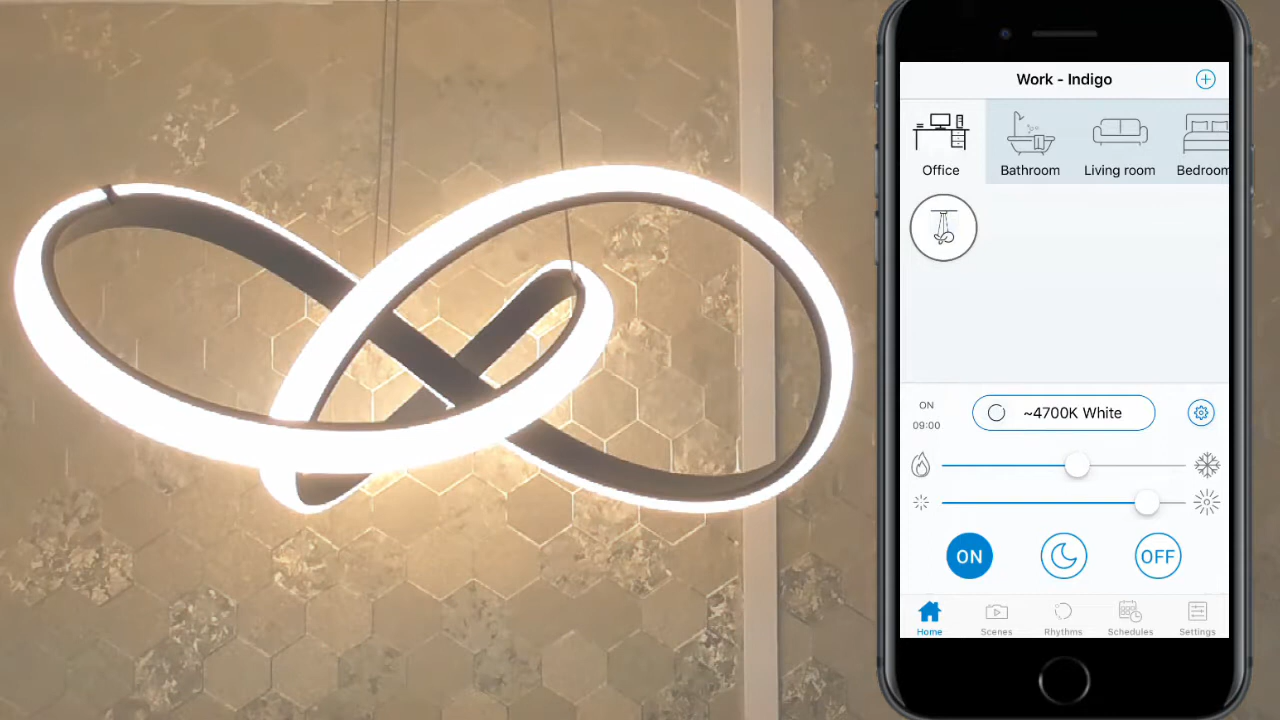 Work - Indigo
Office
Bathroom
Living room
Bedroom
ON
~4700K White
09:00
ON
OFF
Home
Scenes
Rhythms
Schedules
Settings